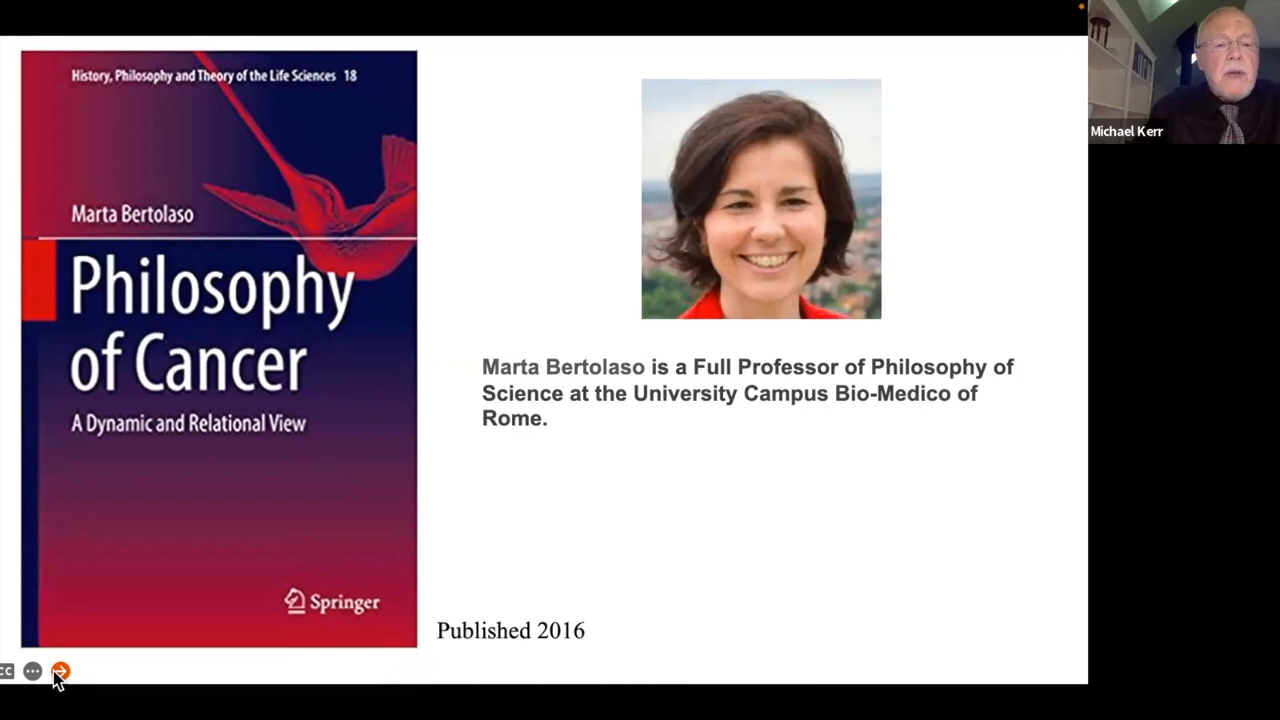 History, Philosophy and Theory of the Life Sciences 18
Marta Bertolaso
Philosophy
of Cancer
A Dynamic and Relational View
Springer
Marta Bertolaso is a Full Professor of Philosophy of
Science at the University Campus Bio-Medico of
Rome.
Published 2016
CC
Michael Kerr